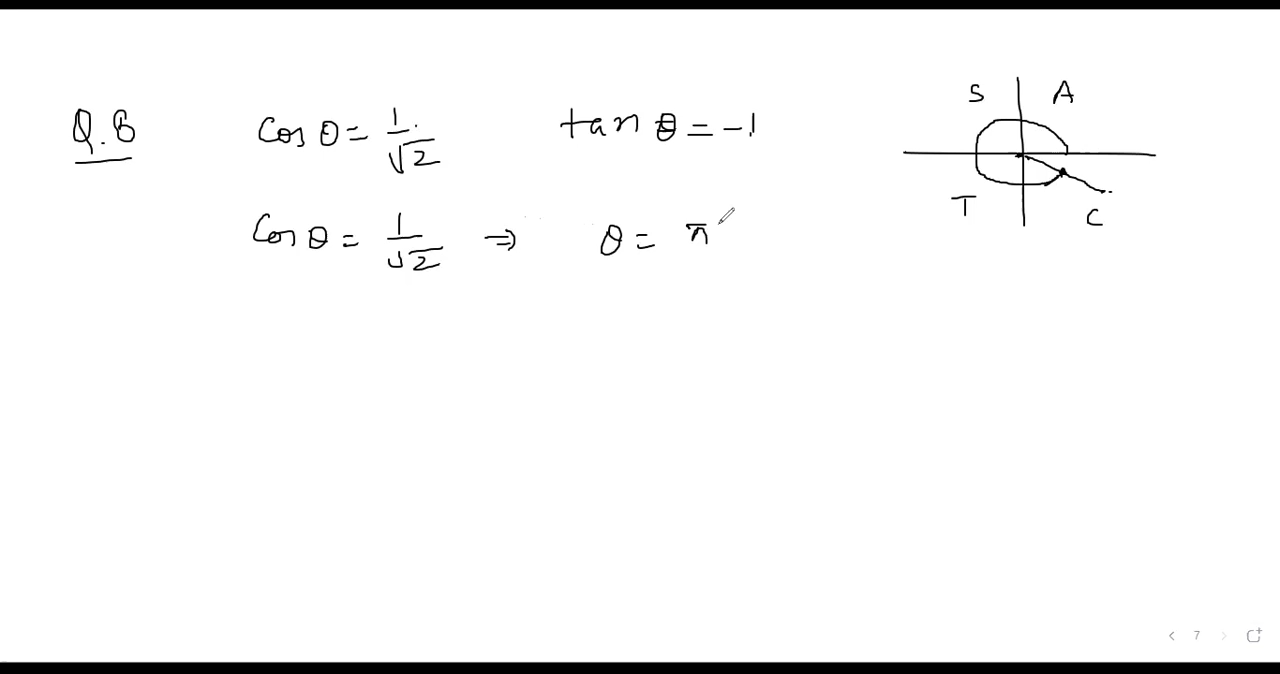 Q.6 cos θ = 1/√2 tan θ = -1
cos θ = 1/√2 ⇒ θ = π
S A
T C
< 7 >